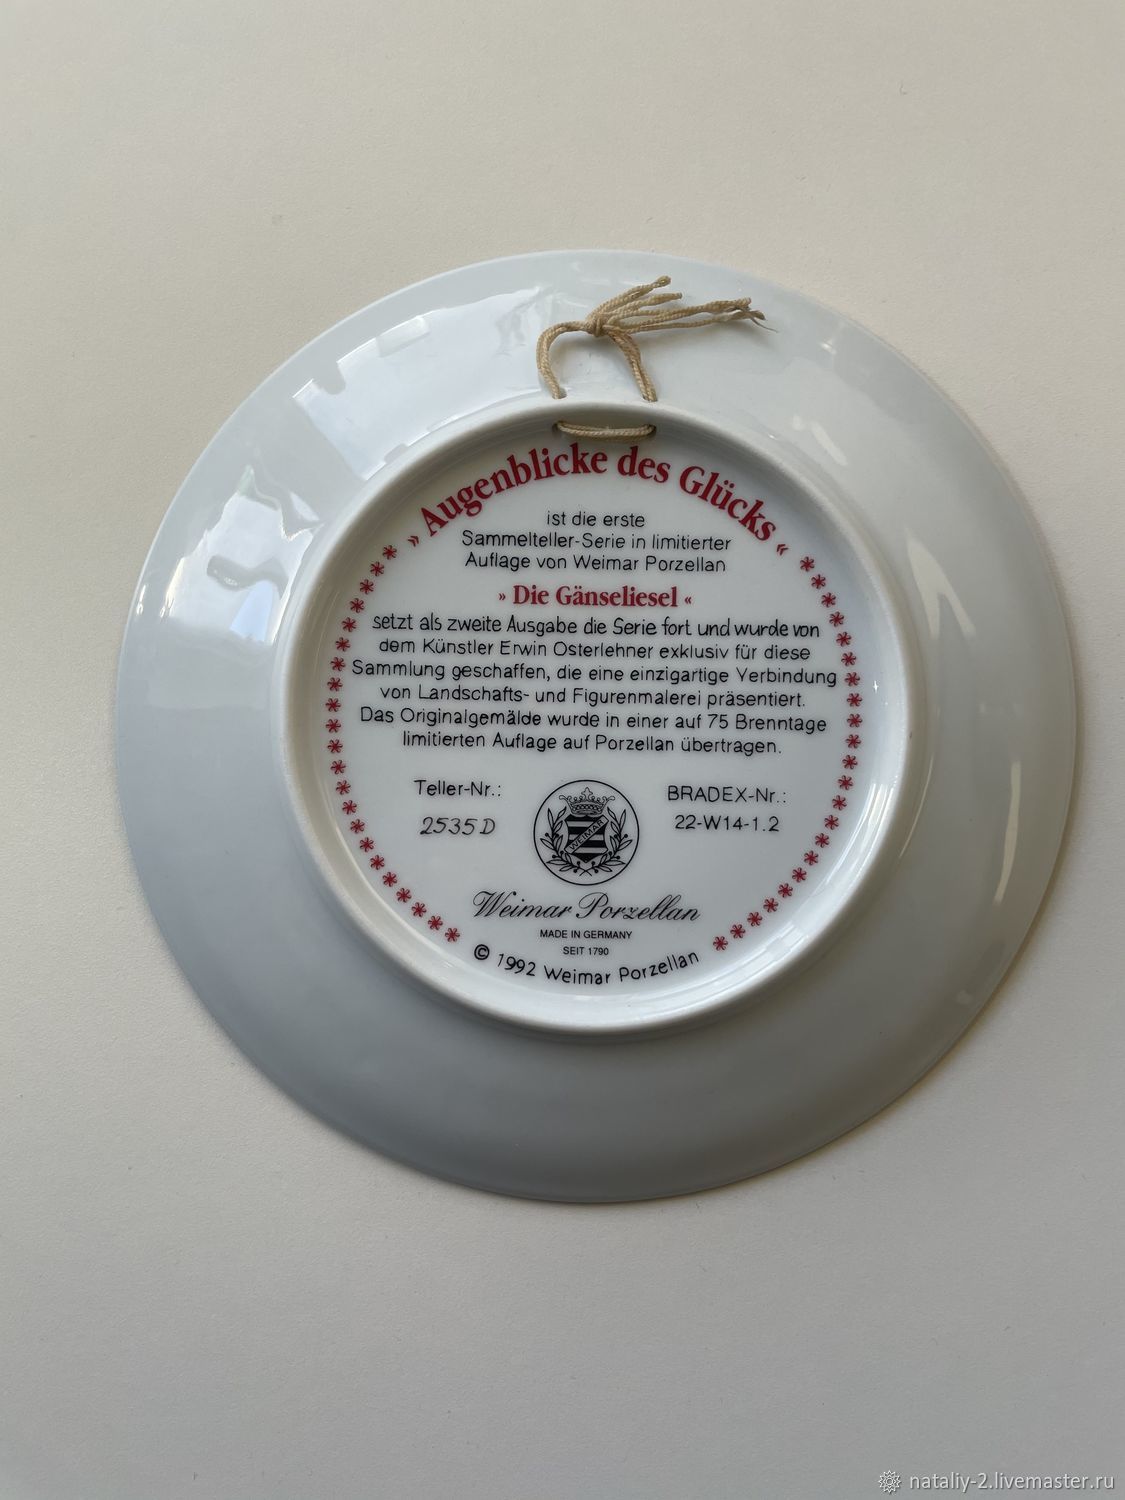 » Augenblicke des Glücks «
ist die erste
Sammelteller-Serie in limitierter
Auflage von Weimar Porzellan
» Die Gänseliesel «
setzt als zweite Ausgabe die Serie fort und wurde von
dem Künstler Erwin Osterlehner exklusiv für diese
Sammlung geschaffen, die eine einzigartige Verbindung
von Landschafts- und Figurenmalerei präsentiert.
Das Originalgemälde wurde in einer auf 75 Brenntage
limitierten Auflage auf Porzellan übertragen.
Teller-Nr.:
2535 D
WEIMAR
BRADEX-Nr.:
22-W14-1.2
Weimar Porzellan
MADE IN GERMANY
SEIT 1790
© 1992 Weimar Porzellan
nataliy-2.livemaster.ru